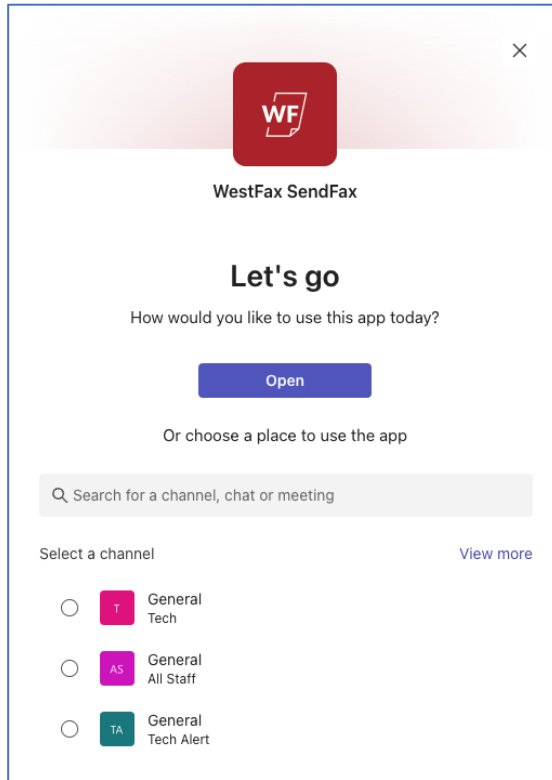 WF
WestFax SendFax
Let's go
How would you like to use this app today?
Open
Or choose a place to use the app
Search for a channel, chat or meeting
Select a channel View more
T General
Tech
AS General
All Staff
TA General
Tech Alert